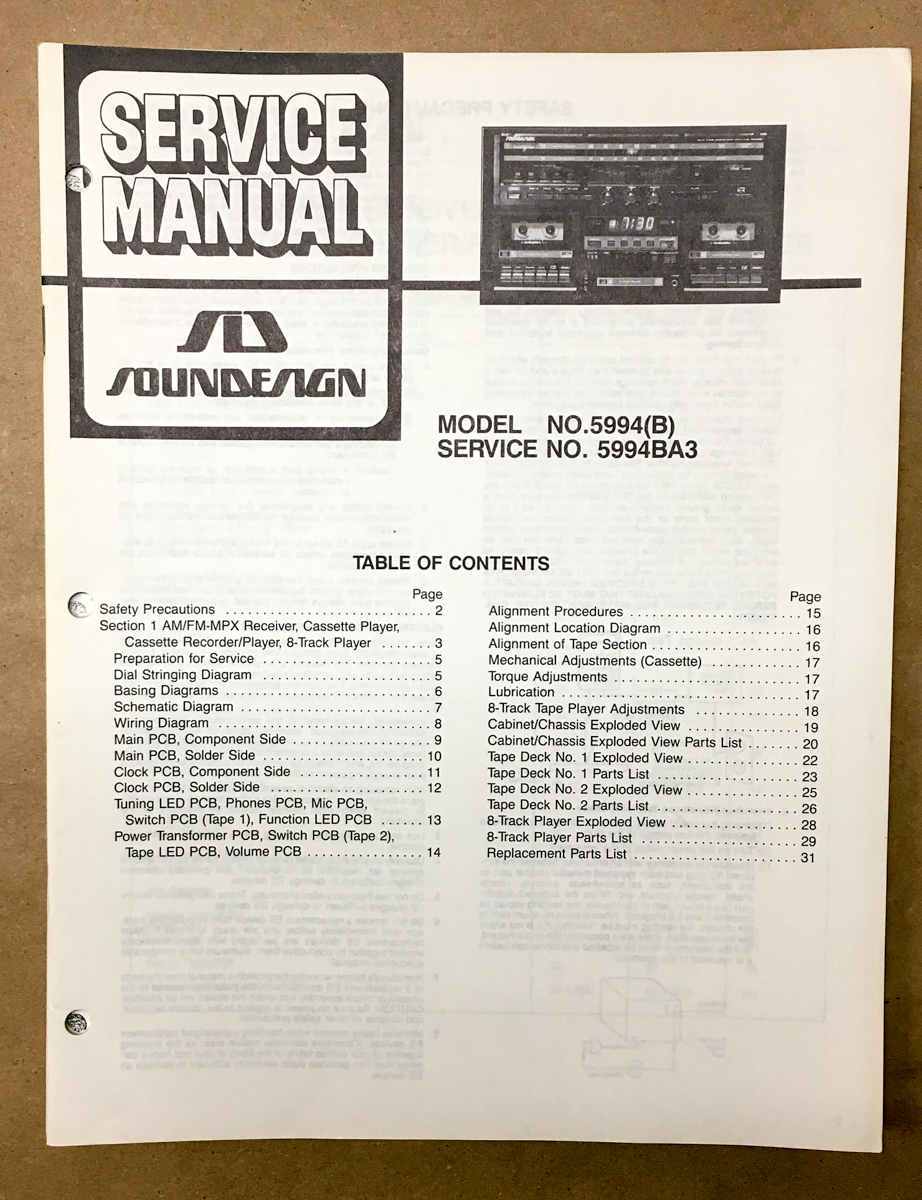 SERVICE
MANUAL
SD
SOUNDESIGN
SOUNDESIGN
7:30
MODEL NO.5994(B)
SERVICE NO. 5994BA3
TABLE OF CONTENTS
Page
Safety Precautions . . . . . . . . . . . . . . . . . . . . . . . . . . 2
Section 1 AM/FM-MPX Receiver, Cassette Player,
Cassette Recorder/Player, 8-Track Player . . . . . . . 3
Preparation for Service . . . . . . . . . . . . . . . . . . . . . . 5
Dial Stringing Diagram . . . . . . . . . . . . . . . . . . . . . . 5
Basing Diagrams . . . . . . . . . . . . . . . . . . . . . . . . . . 6
Schematic Diagram . . . . . . . . . . . . . . . . . . . . . . . . 7
Wiring Diagram . . . . . . . . . . . . . . . . . . . . . . . . . . . 8
Main PCB, Component Side . . . . . . . . . . . . . . . . . . 9
Main PCB, Solder Side . . . . . . . . . . . . . . . . . . . . . 10
Clock PCB, Component Side . . . . . . . . . . . . . . . . 11
Clock PCB, Solder Side . . . . . . . . . . . . . . . . . . . . 12
Tuning LED PCB, Phones PCB, Mic PCB,
Switch PCB (Tape 1), Function LED PCB . . . . . . 13
Power Transformer PCB, Switch PCB (Tape 2),
Tape LED PCB, Volume PCB . . . . . . . . . . . . . . . 14
Page
Alignment Procedures . . . . . . . . . . . . . . . . . . . . . . 15
Alignment Location Diagram . . . . . . . . . . . . . . . . . 16
Alignment of Tape Section . . . . . . . . . . . . . . . . . . . 16
Mechanical Adjustments (Cassette) . . . . . . . . . . . . 17
Torque Adjustments . . . . . . . . . . . . . . . . . . . . . . . 17
Lubrication . . . . . . . . . . . . . . . . . . . . . . . . . . . . . . 17
8-Track Tape Player Adjustments . . . . . . . . . . . . . 18
Cabinet/Chassis Exploded View . . . . . . . . . . . . . . 19
Cabinet/Chassis Exploded View Parts List . . . . . . 20
Tape Deck No. 1 Exploded View . . . . . . . . . . . . . . 22
Tape Deck No. 1 Parts List . . . . . . . . . . . . . . . . . . 23
Tape Deck No. 2 Exploded View . . . . . . . . . . . . . . 25
Tape Deck No. 2 Parts List . . . . . . . . . . . . . . . . . . 26
8-Track Player Exploded View . . . . . . . . . . . . . . . . 28
8-Track Player Parts List . . . . . . . . . . . . . . . . . . . . 29
Replacement Parts List . . . . . . . . . . . . . . . . . . . . . 31